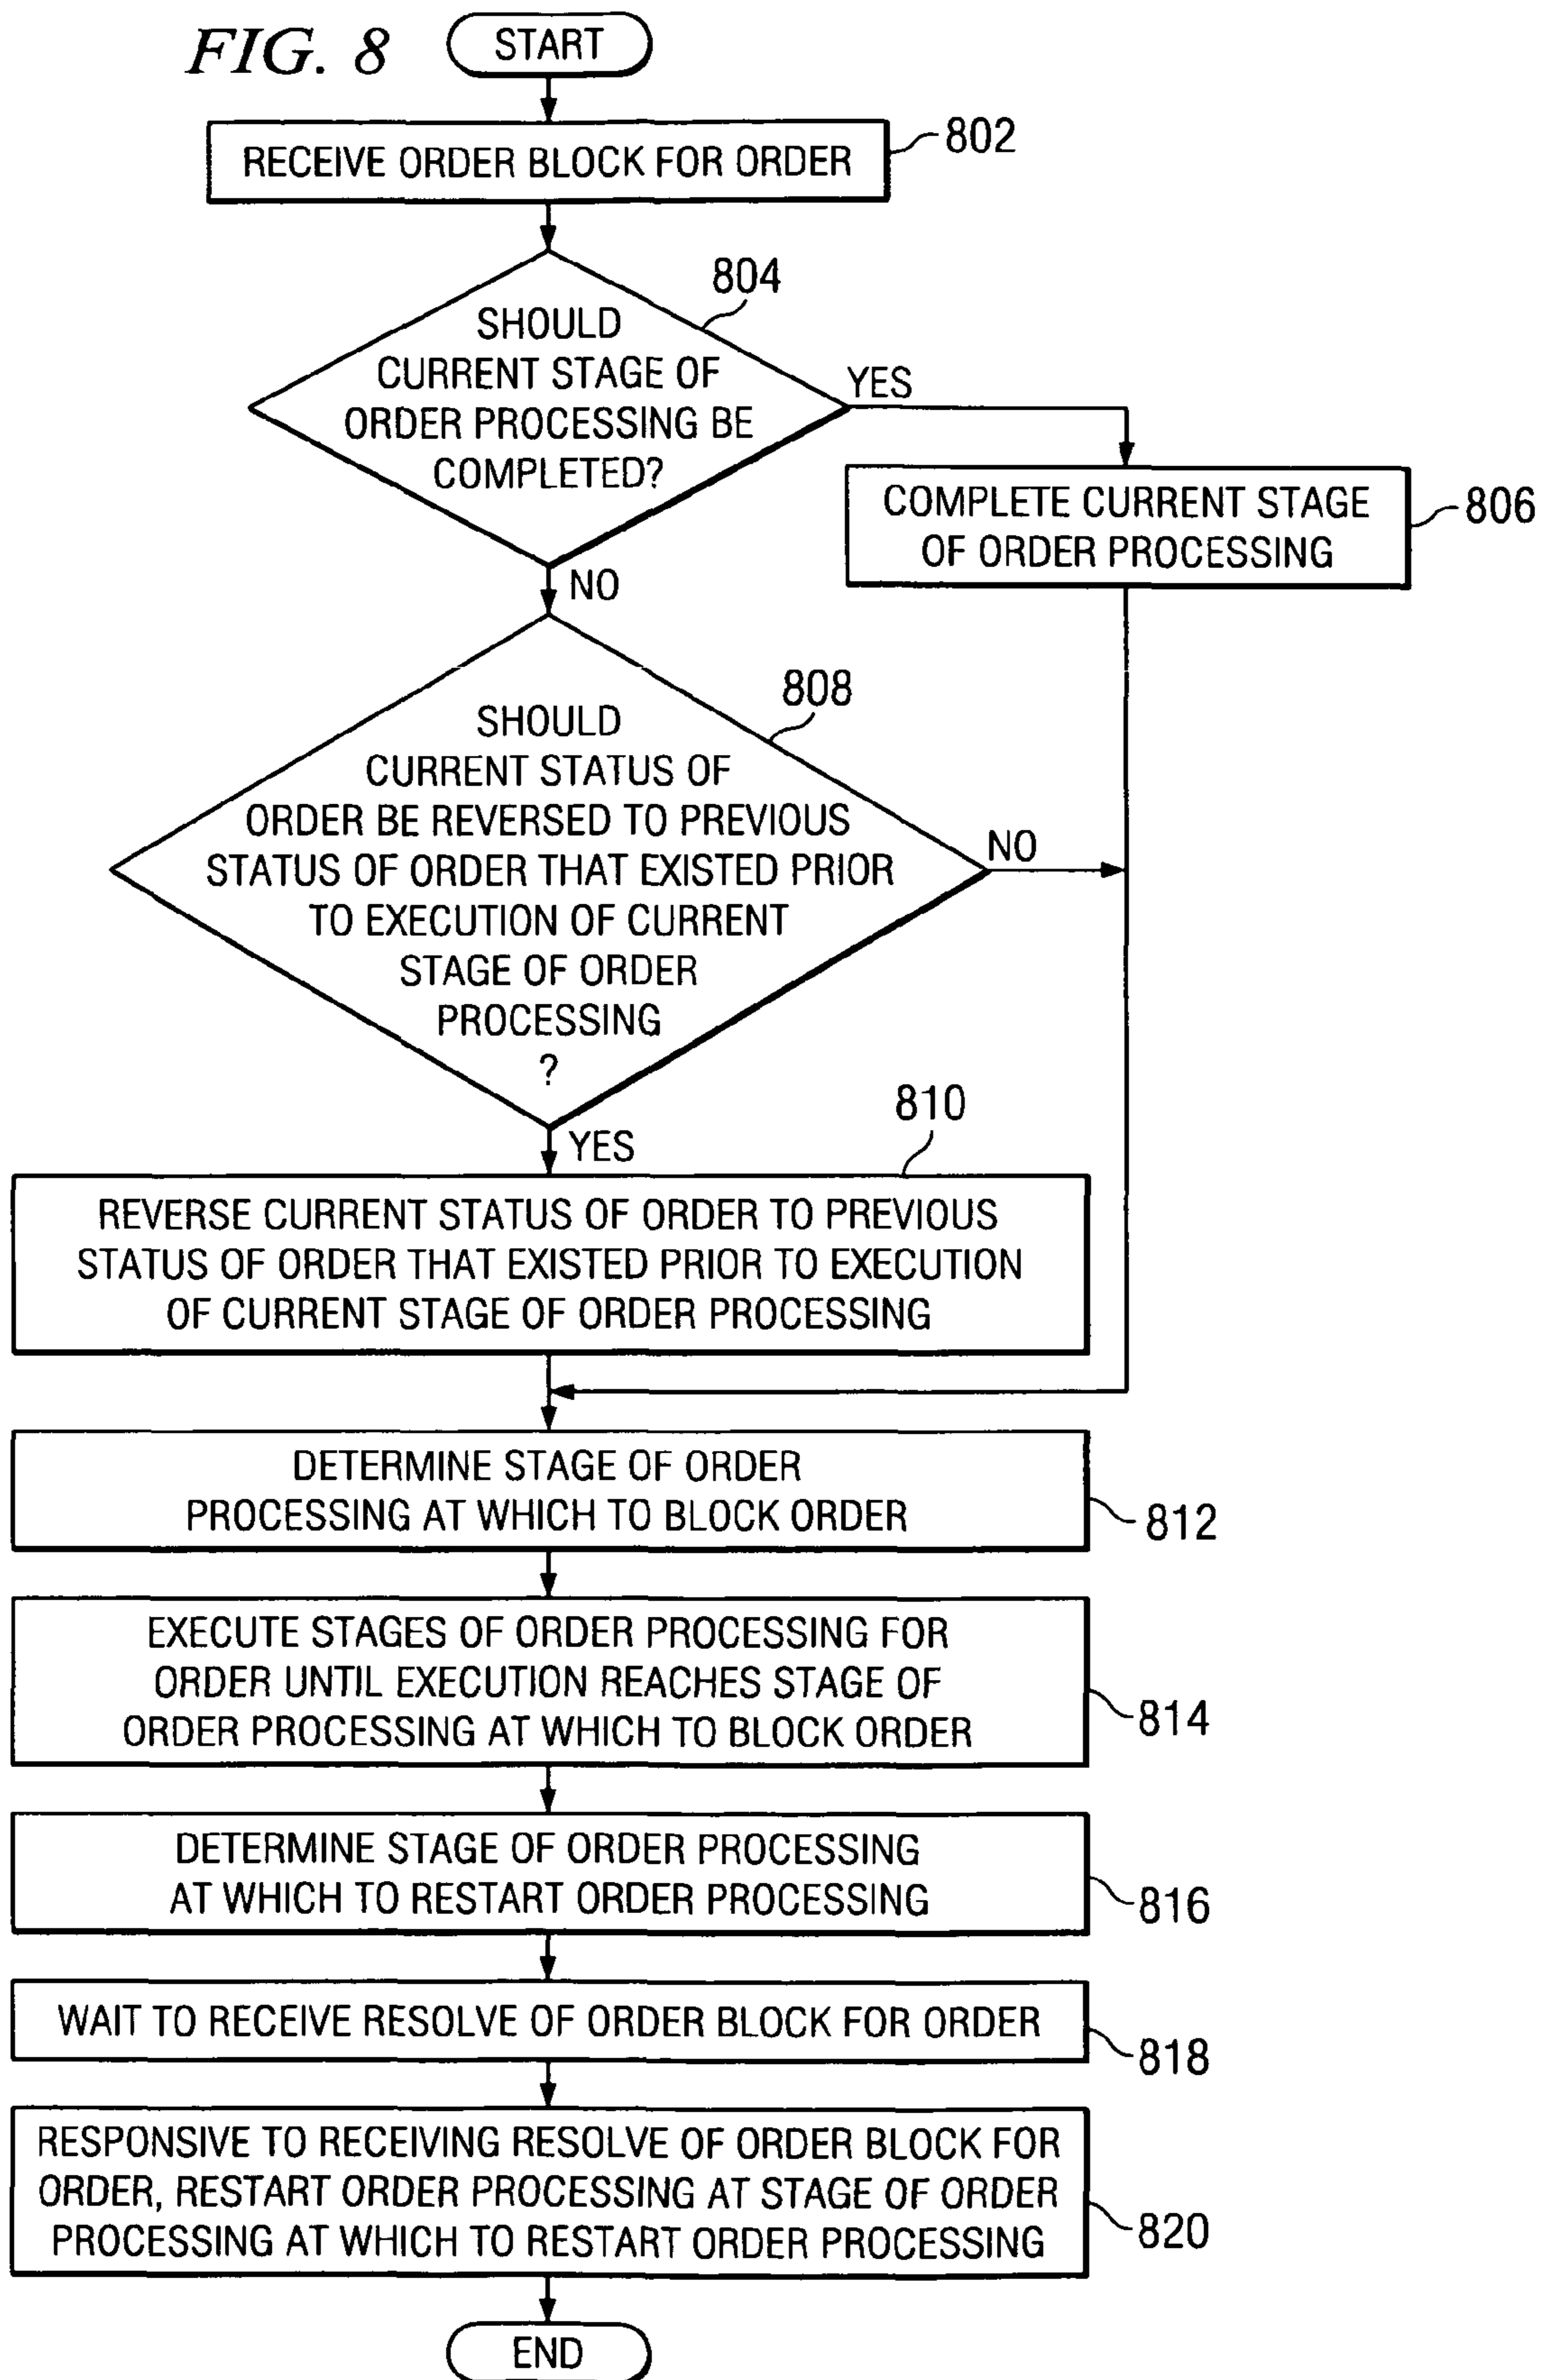 FIG. 8
START
RECEIVE ORDER BLOCK FOR ORDER
802
804
SHOULD
CURRENT STAGE OF
ORDER PROCESSING BE
COMPLETED?
YES
COMPLETE CURRENT STAGE
OF ORDER PROCESSING
806
NO
808
SHOULD
CURRENT STATUS OF
ORDER BE REVERSED TO PREVIOUS
STATUS OF ORDER THAT EXISTED PRIOR
TO EXECUTION OF CURRENT
STAGE OF ORDER
PROCESSING
?
NO
YES
810
REVERSE CURRENT STATUS OF ORDER TO PREVIOUS
STATUS OF ORDER THAT EXISTED PRIOR TO EXECUTION
OF CURRENT STAGE OF ORDER PROCESSING
DETERMINE STAGE OF ORDER
PROCESSING AT WHICH TO BLOCK ORDER
812
EXECUTE STAGES OF ORDER PROCESSING FOR
ORDER UNTIL EXECUTION REACHES STAGE OF
ORDER PROCESSING AT WHICH TO BLOCK ORDER
814
DETERMINE STAGE OF ORDER PROCESSING
AT WHICH TO RESTART ORDER PROCESSING
816
WAIT TO RECEIVE RESOLVE OF ORDER BLOCK FOR ORDER
818
RESPONSIVE TO RECEIVING RESOLVE OF ORDER BLOCK FOR
ORDER, RESTART ORDER PROCESSING AT STAGE OF ORDER
PROCESSING AT WHICH TO RESTART ORDER PROCESSING
820
END